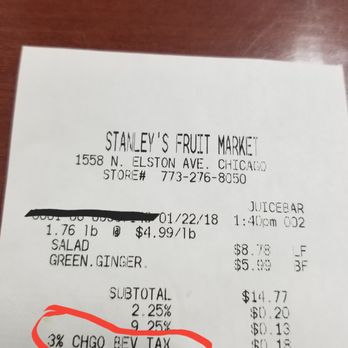 STANLEY'S FRUIT MARKET
1558 N. ELSTON AVE. CHICAGO
STORE# 773-276-8050
JUICEBAR
01/22/18 1:40pm 002
1.76 lb @ $4.99/lb
SALAD $8.78 LF
GREEN.GINGER. $5.99 BF
SUBTOTAL $14.77
2.25% $0.20
9.25% $0.13
3% CHGO BEV TAX $0.18